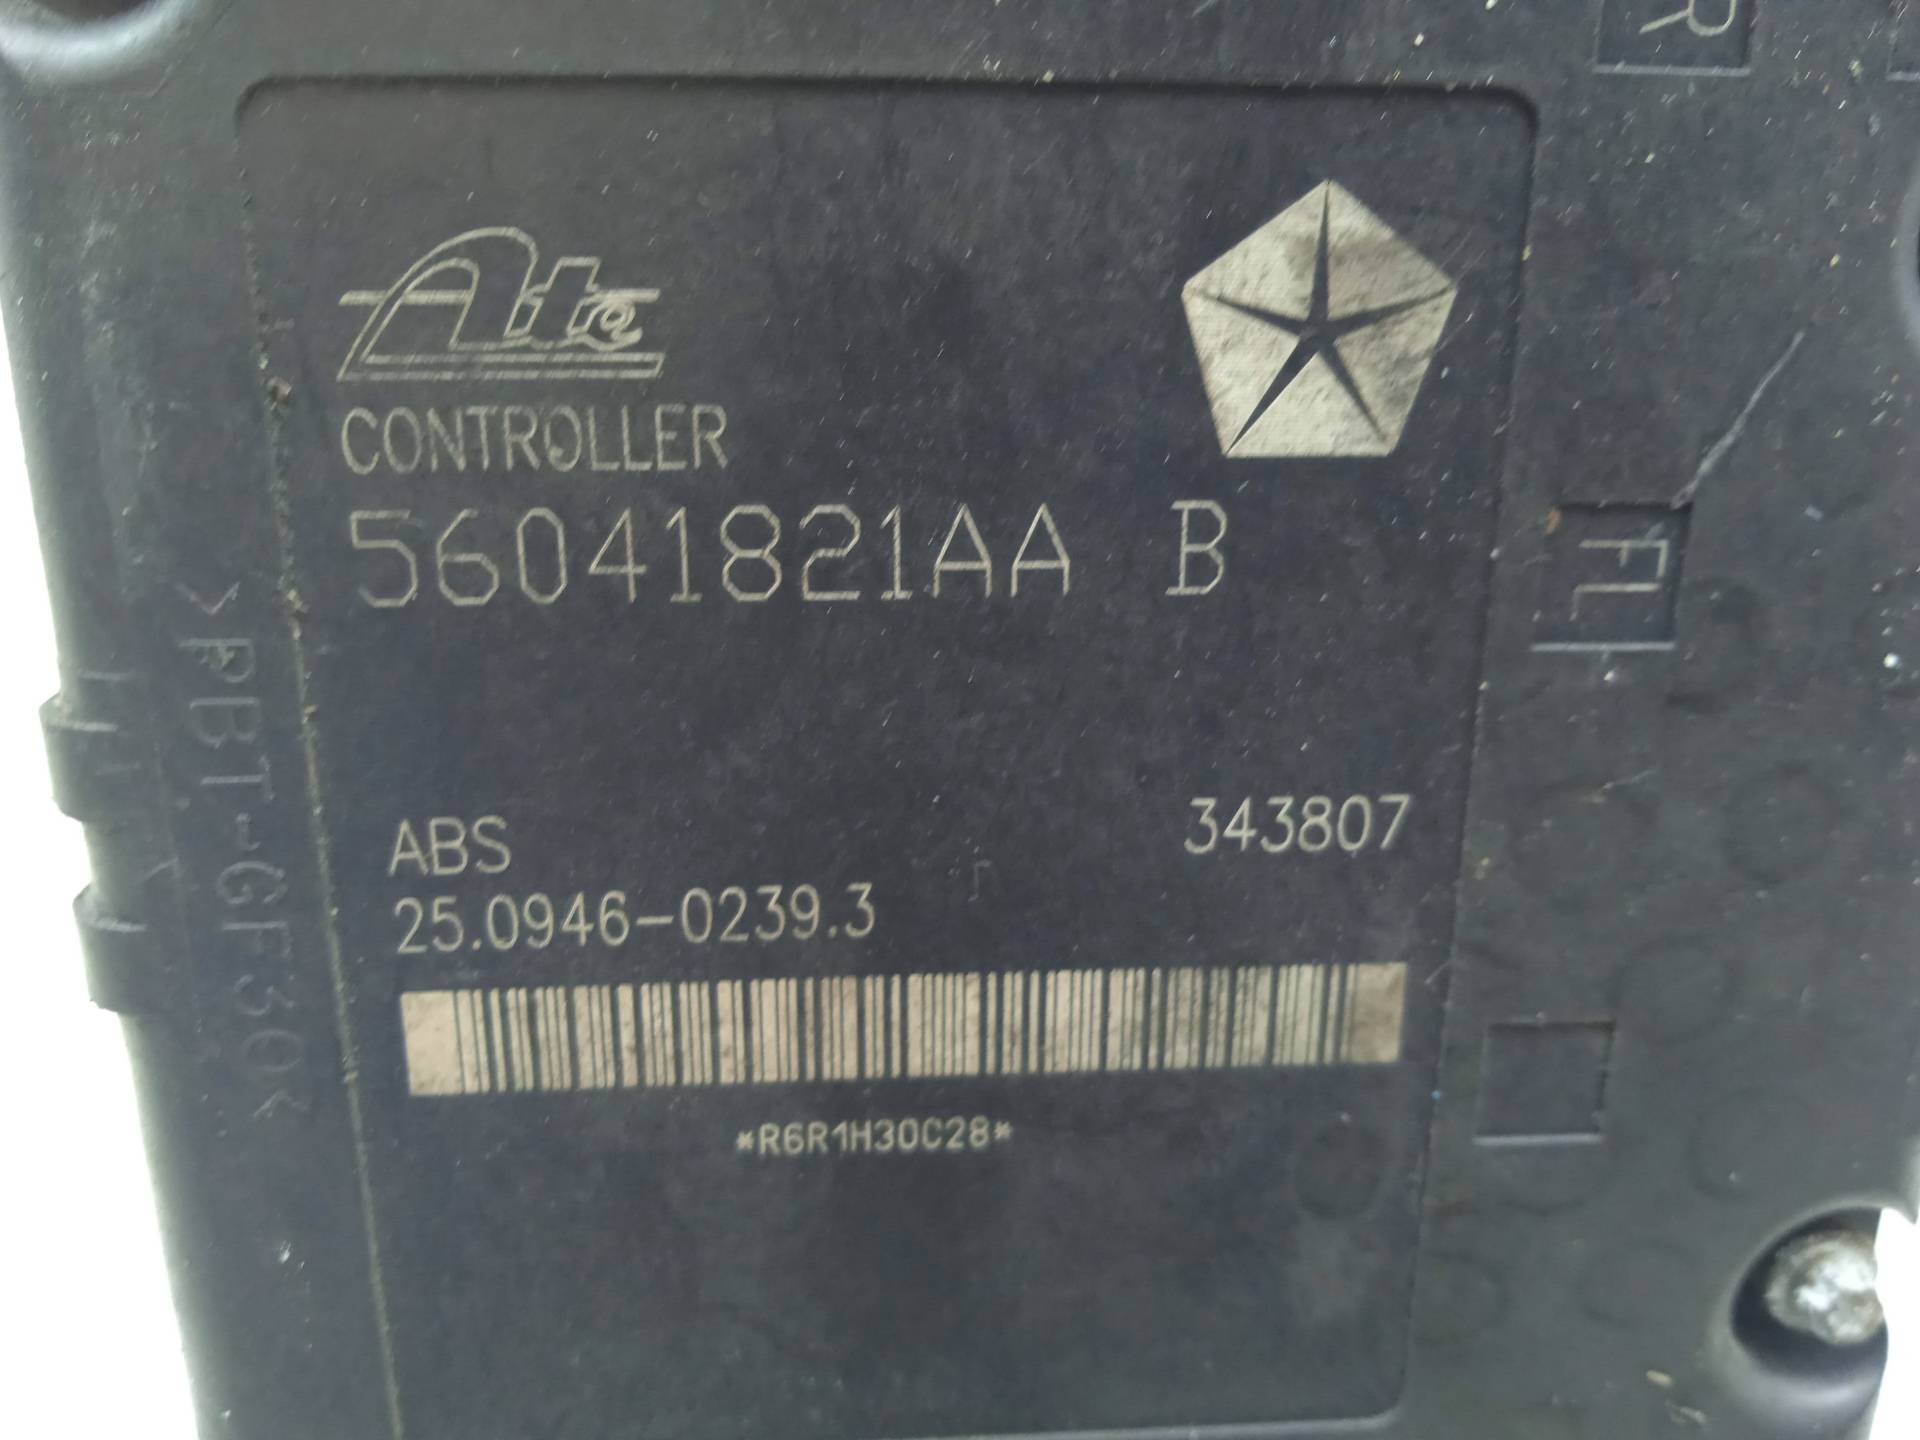 R
Ate
CONTROLLER
56041821AA B
FL
>PBT-GF30<
ABS
343807
25.0946-0239.3
*R6R1H30C28*